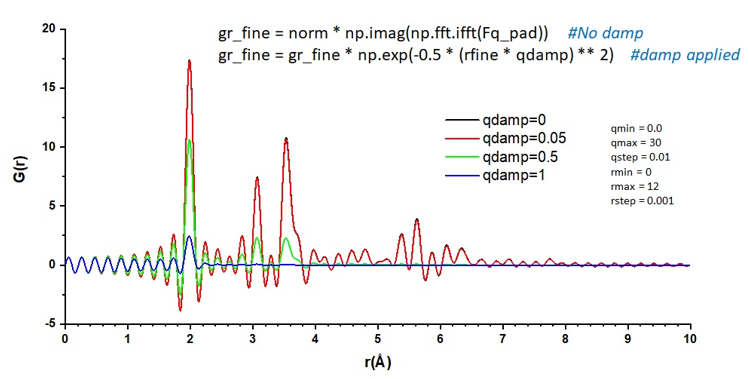 gr_fine = norm * np.imag(np.fft.ifft(Fq_pad)) #No damp
gr_fine = gr_fine * np.exp(-0.5 * (rfine * qdamp) ** 2) #damp applied
20
15
10
5
0
-5
G(r)
qdamp=0
qdamp=0.05
qdamp=0.5
qdamp=1
qmin = 0.0
qmax = 30
qstep = 0.01
rmin = 0
rmax = 12
rstep = 0.001
0 1 2 3 4 5 6 7 8 9 10
r(Å)